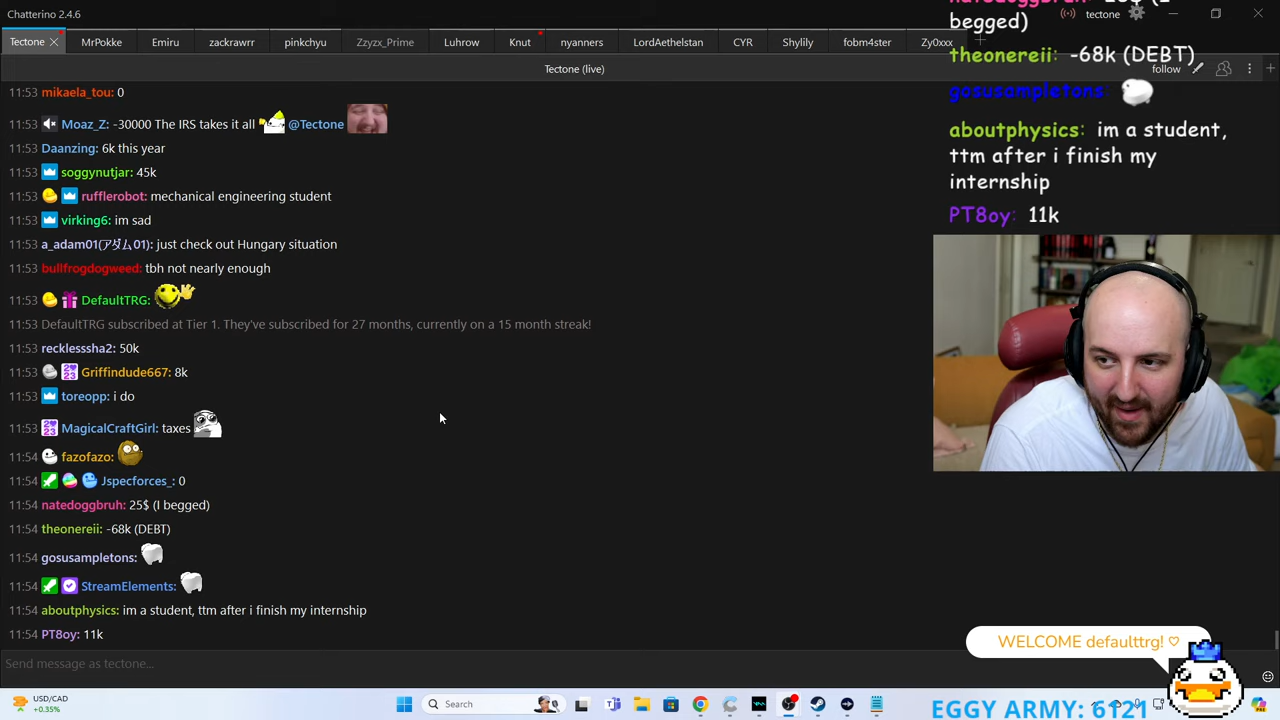 Chatterino 2.4.6
tectone
Tectone
MrPokke
Emiru
zackrawrr
pinkchyu
Zzyzx_Prime
Luhrow
Knut
nyanners
LordAethelstan
CYR
Shylily
fobm4ster
Zy0xxx
Tectone (live)
follow
11:53 mikaela_tou: 0
11:53 Moaz_Z: -30000 The IRS takes it all @Tectone
11:53 Daanzing: 6k this year
11:53 soggynutjar: 45k
11:53 rufflerobot: mechanical engineering student
11:53 virking6: im sad
11:53 a_adam01(アダム01): just check out Hungary situation
11:53 bullfrogdogweed: tbh not nearly enough
11:53 DefaultTRG:
11:53 DefaultTRG subscribed at Tier 1. They've subscribed for 27 months, currently on a 15 month streak!
11:53 recklesssha2: 50k
11:53 Griffindude667: 8k
11:53 toreopp: i do
11:53 MagicalCraftGirl: taxes
11:54 fazofazo:
11:54 Jspecforces_: 0
11:54 natedoggbruh: 25$ (I begged)
11:54 theonereii: -68k (DEBT)
11:54 gosusampletons:
11:54 StreamElements:
11:54 aboutphysics: im a student, ttm after i finish my internship
11:54 PT8oy: 11k
Send message as tectone...
begged)
theonereii: -68k (DEBT)
gosusampletons:
aboutphysics: im a student,
ttm after i finish my
internship
PT8oy: 11k
WELCOME defaulttrg! ♡
EGGY ARMY: 6121
USD/CAD
+0.35%
Search